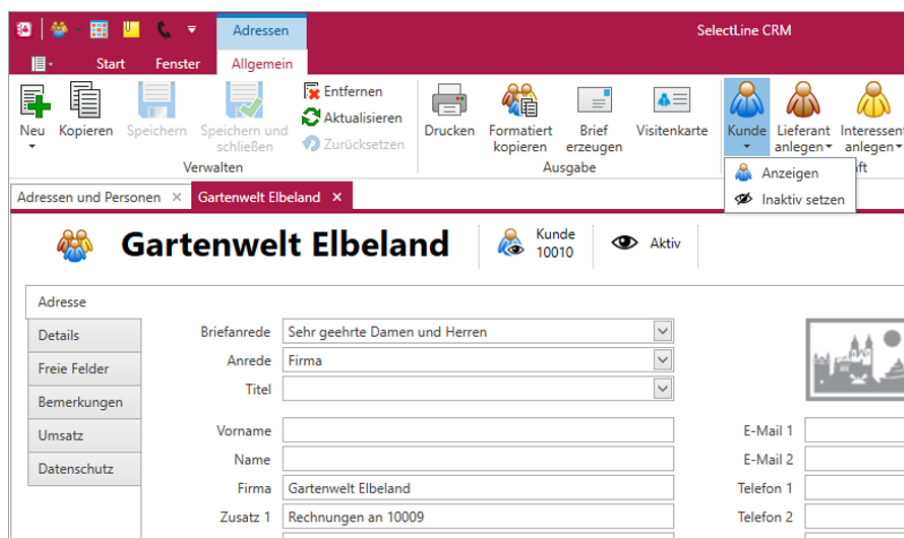 Adressen
SelectLine CRM
Start
Fenster
Allgemein
Neu
Kopieren
Speichern
Speichern und
schließen
Entfernen
Aktualisieren
Zurücksetzen
Verwalten
Drucken
Formatiert
kopieren
Brief
erzeugen
Visitenkarte
Ausgabe
Kunde
Lieferant
anlegen
Interessent
anlegen
Anzeigen
Inaktiv setzen
Adressen und Personen
Gartenwelt Elbeland
Gartenwelt Elbeland
Kunde
10010
Aktiv
Adresse
Details
Freie Felder
Bemerkungen
Umsatz
Datenschutz
Briefanrede Sehr geehrte Damen und Herren
Anrede Firma
Titel
Vorname
Name
Firma Gartenwelt Elbeland
Zusatz 1 Rechnungen an 10009
E-Mail 1
E-Mail 2
Telefon 1
Telefon 2